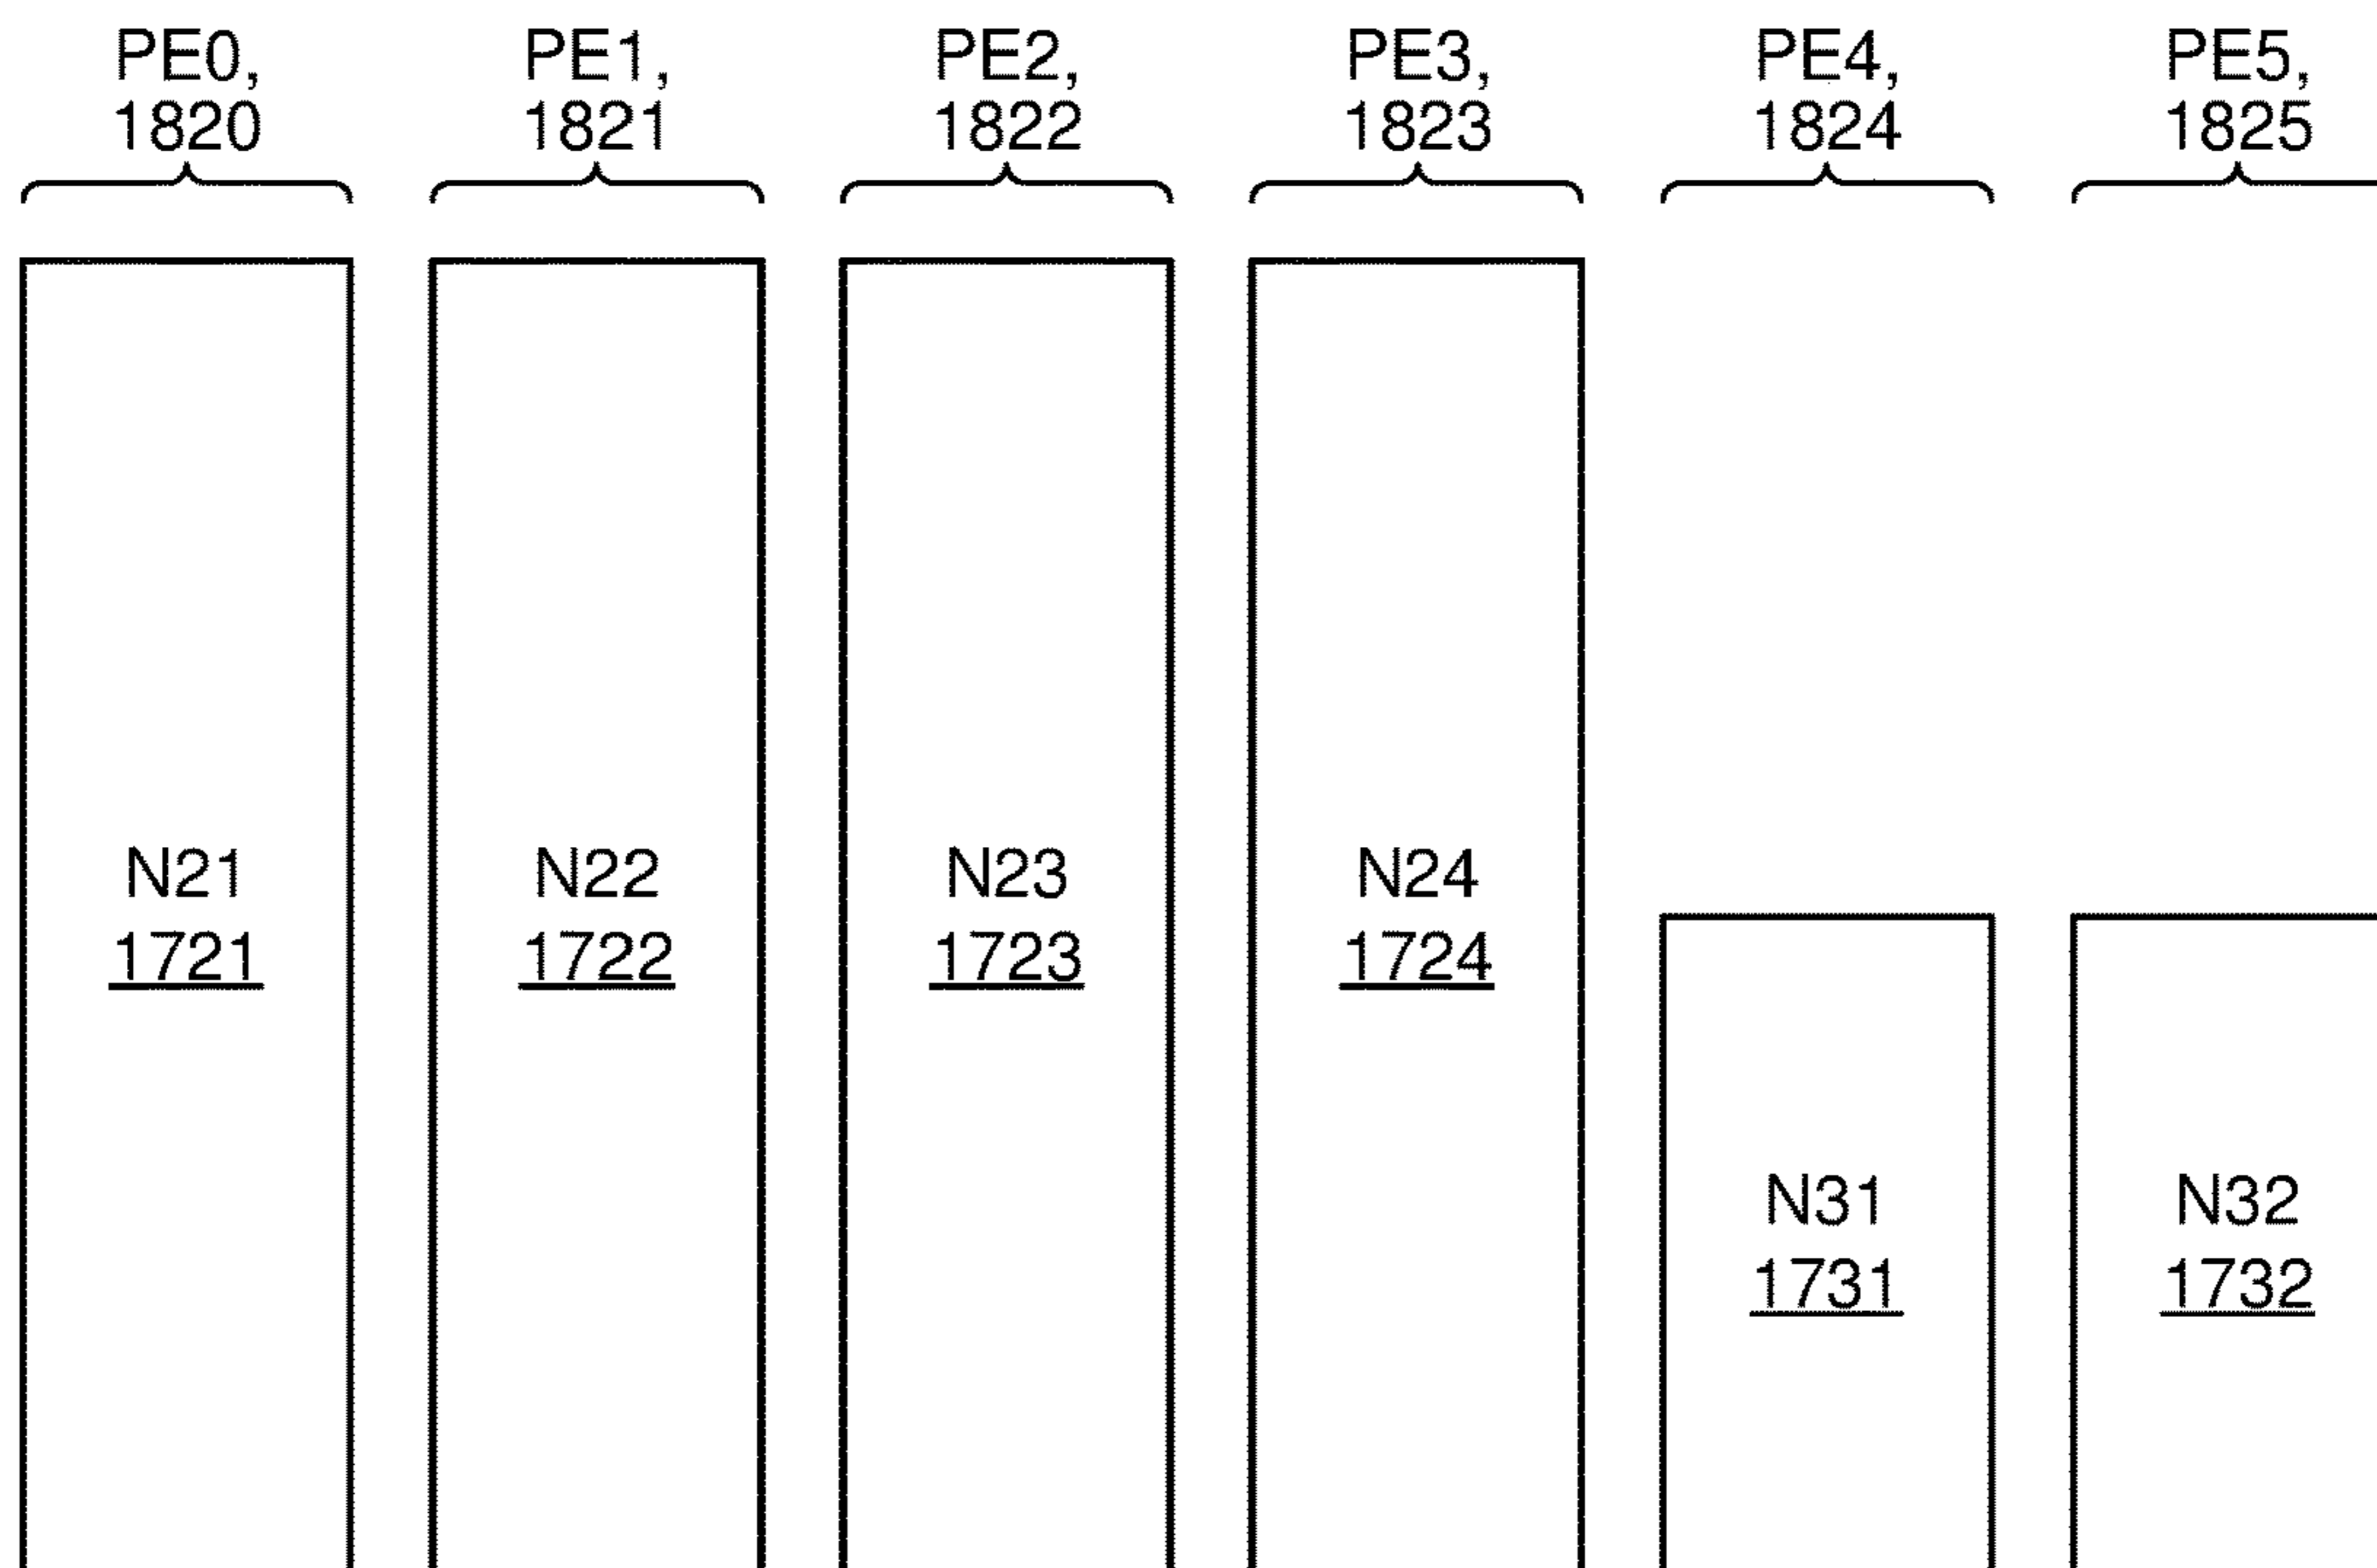 PE0,
1820
PE1,
1821
PE2,
1822
PE3,
1823
PE4,
1824
PE5,
1825
N21
1721
N22
1722
N23
1723
N24
1724
N31
1731
N32
1732